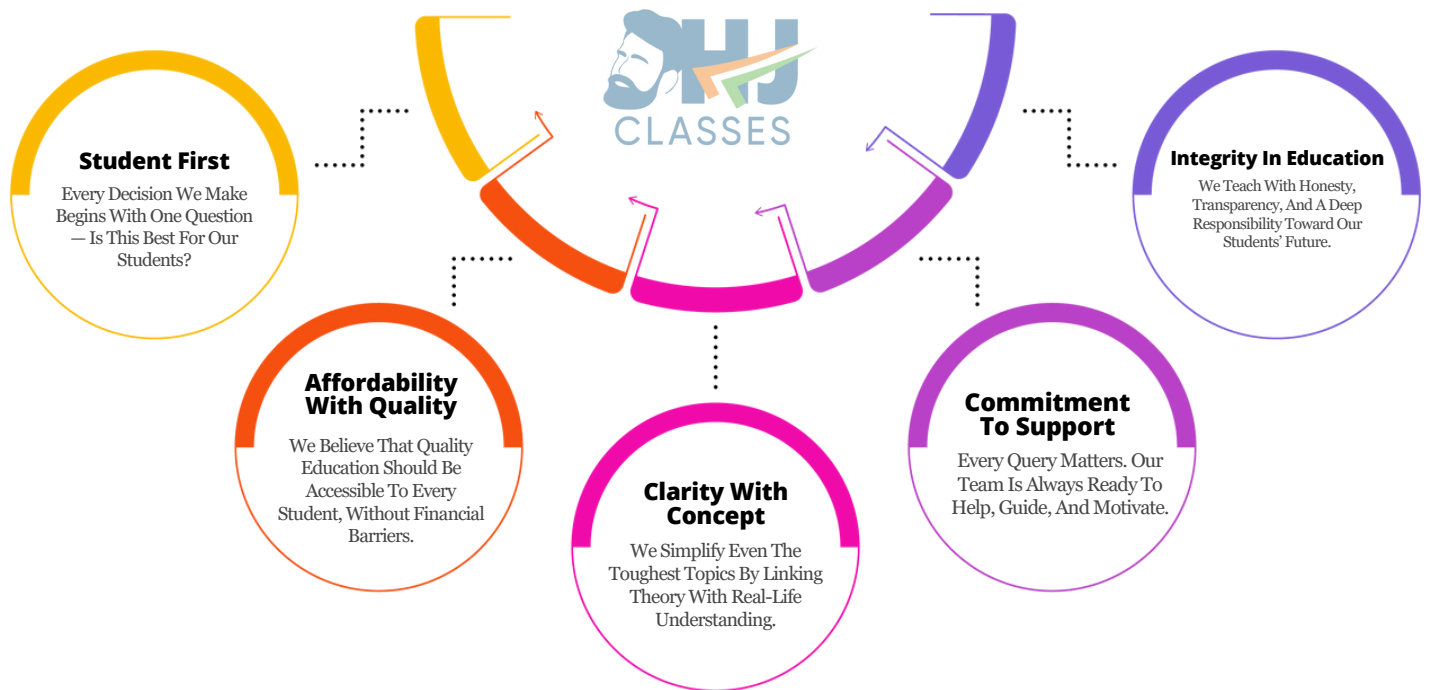 HJ
CLASSES
Student First
Every Decision We Make
Begins With One Question
— Is This Best For Our
Students?
Affordability
With Quality
We Believe That Quality
Education Should Be
Accessible To Every
Student, Without Financial
Barriers.
Clarity With
Concept
We Simplify Even The
Toughest Topics By Linking
Theory With Real-Life
Understanding.
Commitment
To Support
Every Query Matters. Our
Team Is Always Ready To
Help, Guide, And Motivate.
Integrity In Education
We Teach With Honesty,
Transparency, And A Deep
Responsibility Toward Our
Students’ Future.